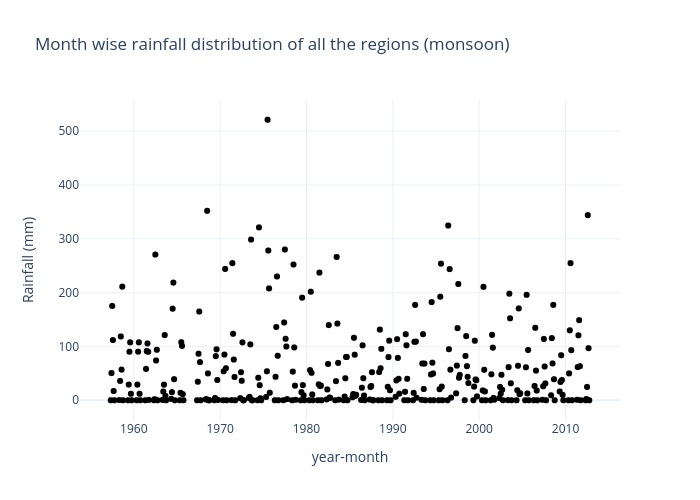 Month wise rainfall distribution of all the regions (monsoon)
500
400
300
200
100
0
Rainfall (mm)
1960 1970 1980 1990 2000 2010
year-month